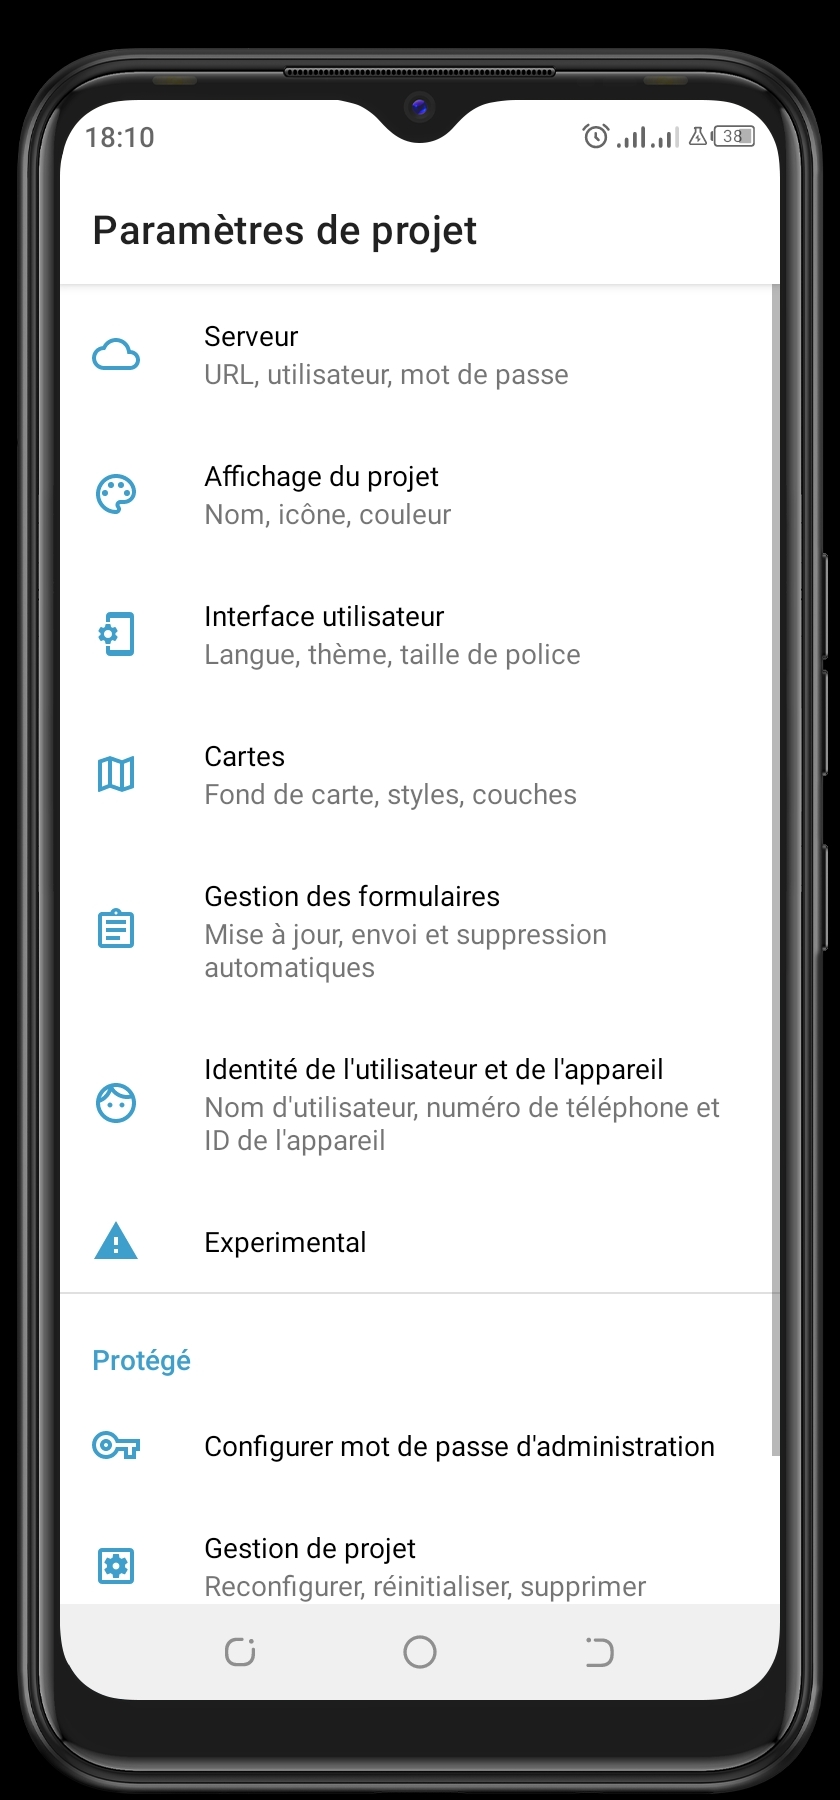 18:10
38
Paramètres de projet
Serveur
URL, utilisateur, mot de passe
Affichage du projet
Nom, icône, couleur
Interface utilisateur
Langue, thème, taille de police
Cartes
Fond de carte, styles, couches
Gestion des formulaires
Mise à jour, envoi et suppression
automatiques
Identité de l'utilisateur et de l'appareil
Nom d'utilisateur, numéro de téléphone et
ID de l'appareil
Experimental
Protégé
Configurer mot de passe d'administration
Gestion de projet
Reconfigurer, réinitialiser, supprimer